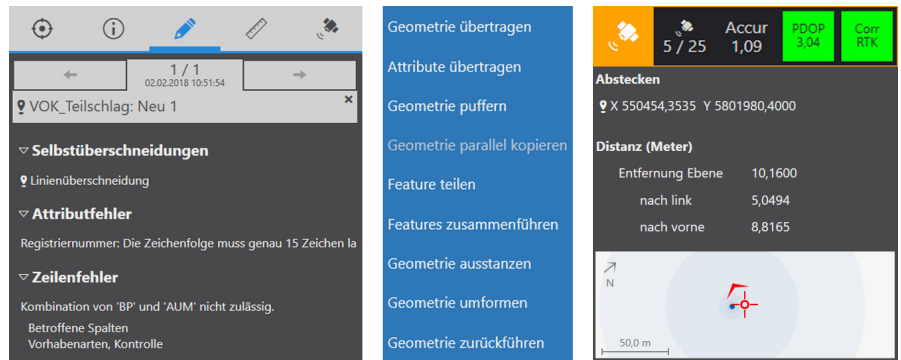 1 / 1
02.02.2018 10:51:54
VOK_Teilschlag: Neu 1
Selbstüberschneidungen
Linienüberschneidung
Attributfehler
Registriernummer: Die Zeichenfolge muss genau 15 Zeichen la
Zeilenfehler
Kombination von 'BP' und 'AUM' nicht zulässig.
Betroffene Spalten
Vorhabenarten, Kontrolle
Geometrie übertragen
Attribute übertragen
Geometrie puffern
Geometrie parallel kopieren
Feature teilen
Features zusammenführen
Geometrie ausstanzen
Geometrie umformen
Geometrie zurückführen
5 / 25
Accur
1,09
PDOP
3,04
Corr
RTK
Abstecken
X 550454,3535 Y 5801980,4000
Distanz (Meter)
Entfernung Ebene 10,1600
nach link 5,0494
nach vorne 8,8165
N
50,0 m